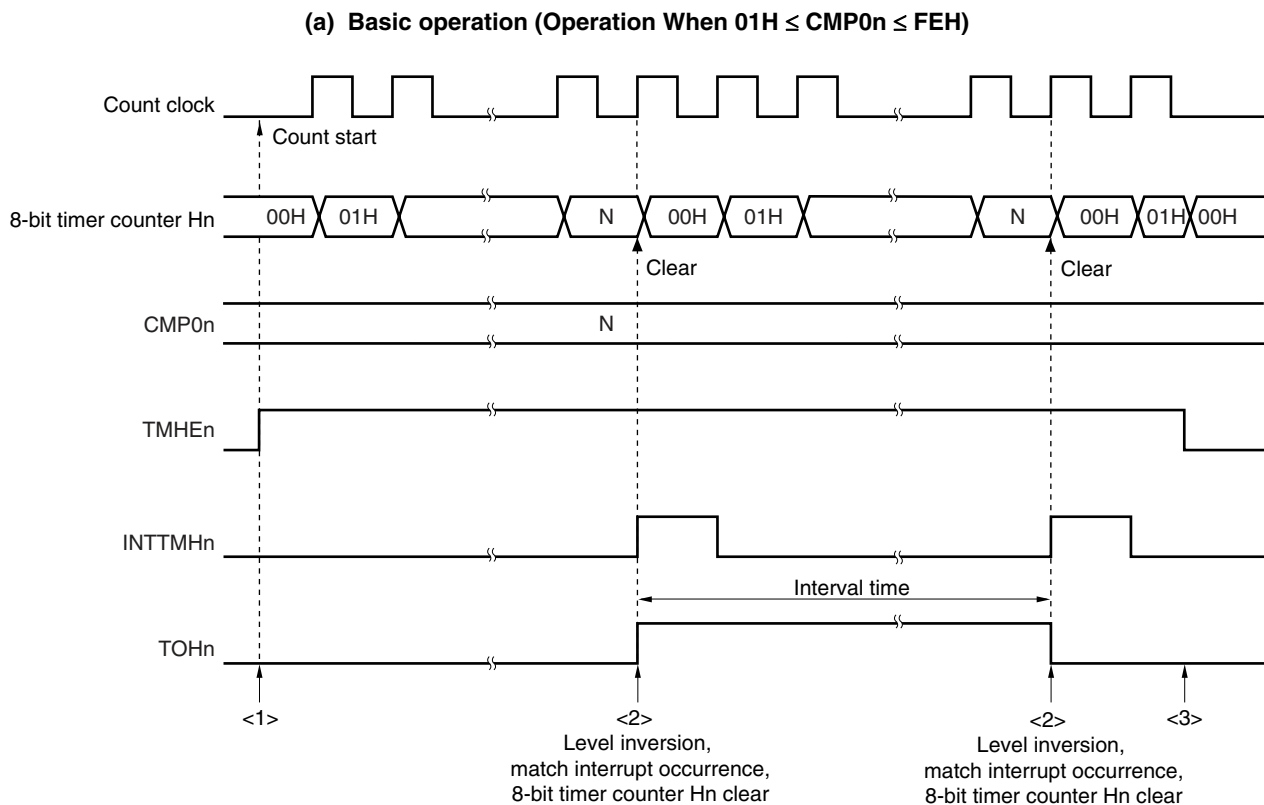 (a) Basic operation (Operation When 01H ≤ CMP0n ≤ FEH)
Count clock
Count start
8-bit timer counter Hn
00H 01H N 00H 01H N 00H 01H 00H
Clear Clear
CMP0n
N
TMHEn
INTTMHn
Interval time
TOHn
<1> <2> <2> <3>
Level inversion,
match interrupt occurrence,
8-bit timer counter Hn clear
Level inversion,
match interrupt occurrence,
8-bit timer counter Hn clear